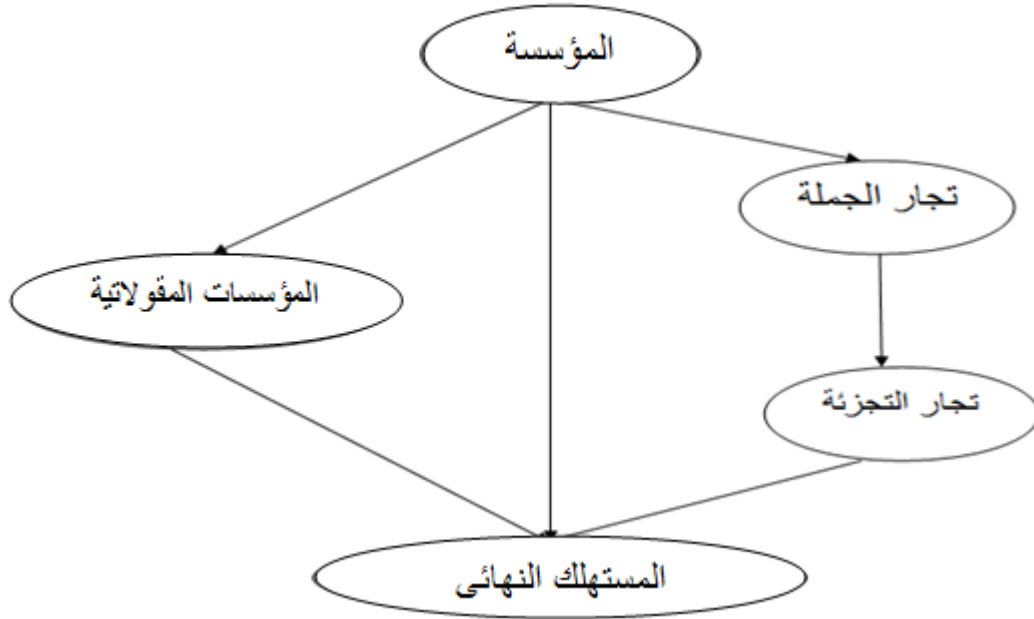 المؤسسة
تجار الجملة
المؤسسات المقولاتية
تجار التجزئة
المستهلك النهائى